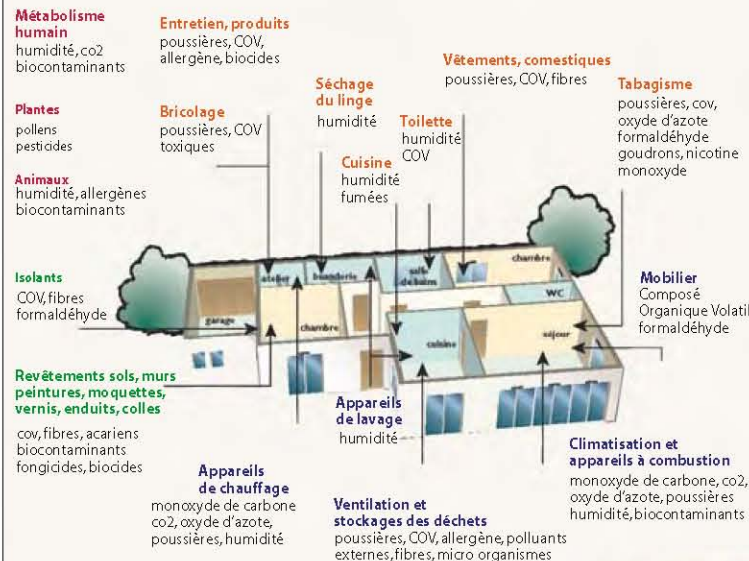 Métabolisme
humain
humidité, co2
biocontaminants
Entretien, produits
poussières, COV,
allergène, biocides
Vêtements, comestiques
poussières, COV, fibres
Séchage
du linge
humidité
Tabagisme
poussières, cov,
oxyde d'azote
formaldéhyde
goudrons, nicotine
monoxyde
Plantes
pollens
pesticides
Bricolage
poussières, COV
toxiques
Toilette
humidité
COV
Cuisine
humidité
fumées
Animaux
humidité, allergènes
biocontaminants
Isolants
COV, fibres
formaldéhyde
Mobilier
Composé
Organique Volatil
formaldéhyde
atelier
buanderie
salle
de bain
chambre
WC
garage
chambre
cuisine
séjour
Revêtements sols, murs
peintures, moquettes,
vernis, enduits, colles
cov, fibres, acariens
biocontaminants
fongicides, biocides
Appareils
de lavage
humidité
Appareils
de chauffage
monoxyde de carbone
co2, oxyde d'azote,
poussières, humidité
Ventilation et
stockages des déchets
poussières, COV, allergène, polluants
externes, fibres, micro organismes
Climatisation et
appareils à combustion
monoxyde de carbone, co2,
oxyde d'azote, poussières
humidité, biocontaminants